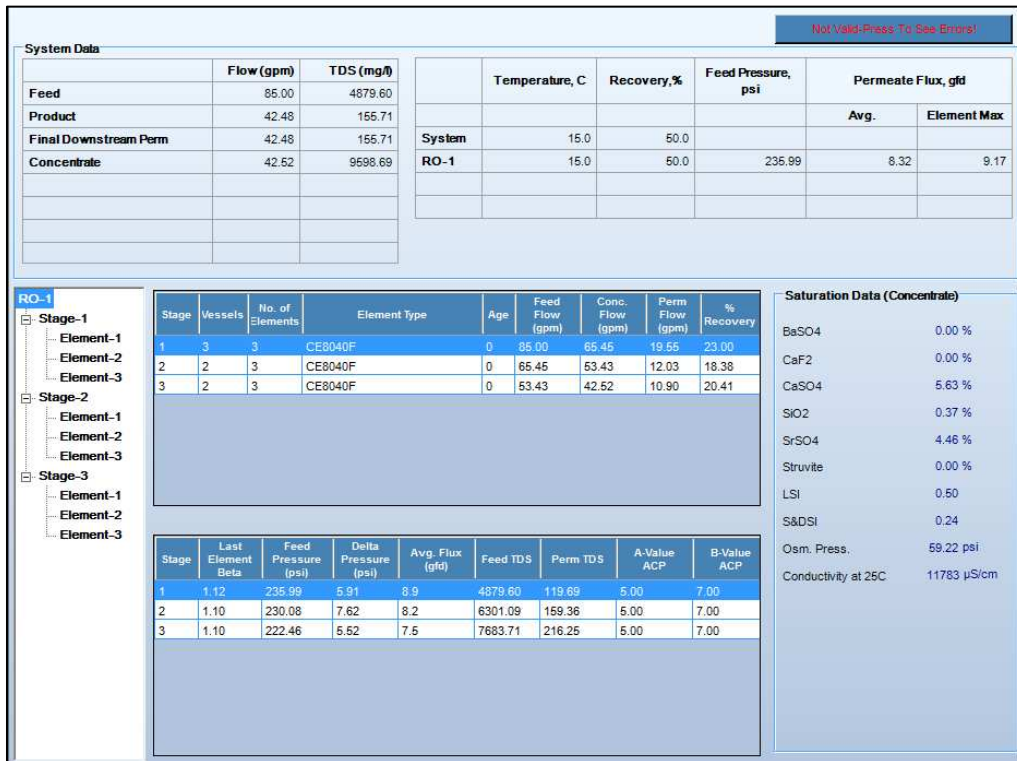 Not Valid-Press To See Errors!
System Data
Flow (gpm) TDS (mg/l)
Feed 85.00 4879.60
Product 42.48 155.71
Final Downstream Perm 42.48 155.71
Concentrate 42.52 9598.69
Temperature, C Recovery,% Feed Pressure, psi Permeate Flux, gfd
Avg. Element Max
System 15.0 50.0
RO-1 15.0 50.0 235.99 8.32 9.17
RO-1
Stage-1
Element-1
Element-2
Element-3
Stage-2
Element-1
Element-2
Element-3
Stage-3
Element-1
Element-2
Element-3
Stage Vessels No. of Elements Element Type Age Feed Flow (gpm) Conc. Flow (gpm) Perm Flow (gpm) % Recovery
1 3 3 CE8040F 0 85.00 65.45 19.55 23.00
2 2 3 CE8040F 0 65.45 53.43 12.03 18.38
3 2 3 CE8040F 0 53.43 42.52 10.90 20.41
Stage Last Element Beta Feed Pressure (psi) Delta Pressure (psi) Avg. Flux (gfd) Feed TDS Perm TDS A-Value ACP B-Value ACP
1 1.12 235.99 5.91 8.9 4879.60 119.69 5.00 7.00
2 1.10 230.08 7.62 8.2 6301.09 159.36 5.00 7.00
3 1.10 222.46 5.52 7.5 7683.71 216.25 5.00 7.00
Saturation Data (Concentrate)
BaSO4 0.00 %
CaF2 0.00 %
CaSO4 5.63 %
SiO2 0.37 %
SrSO4 4.46 %
Struvite 0.00 %
LSI 0.50
S&DSI 0.24
Osm. Press. 59.22 psi
Conductivity at 25C 11783 µS/cm